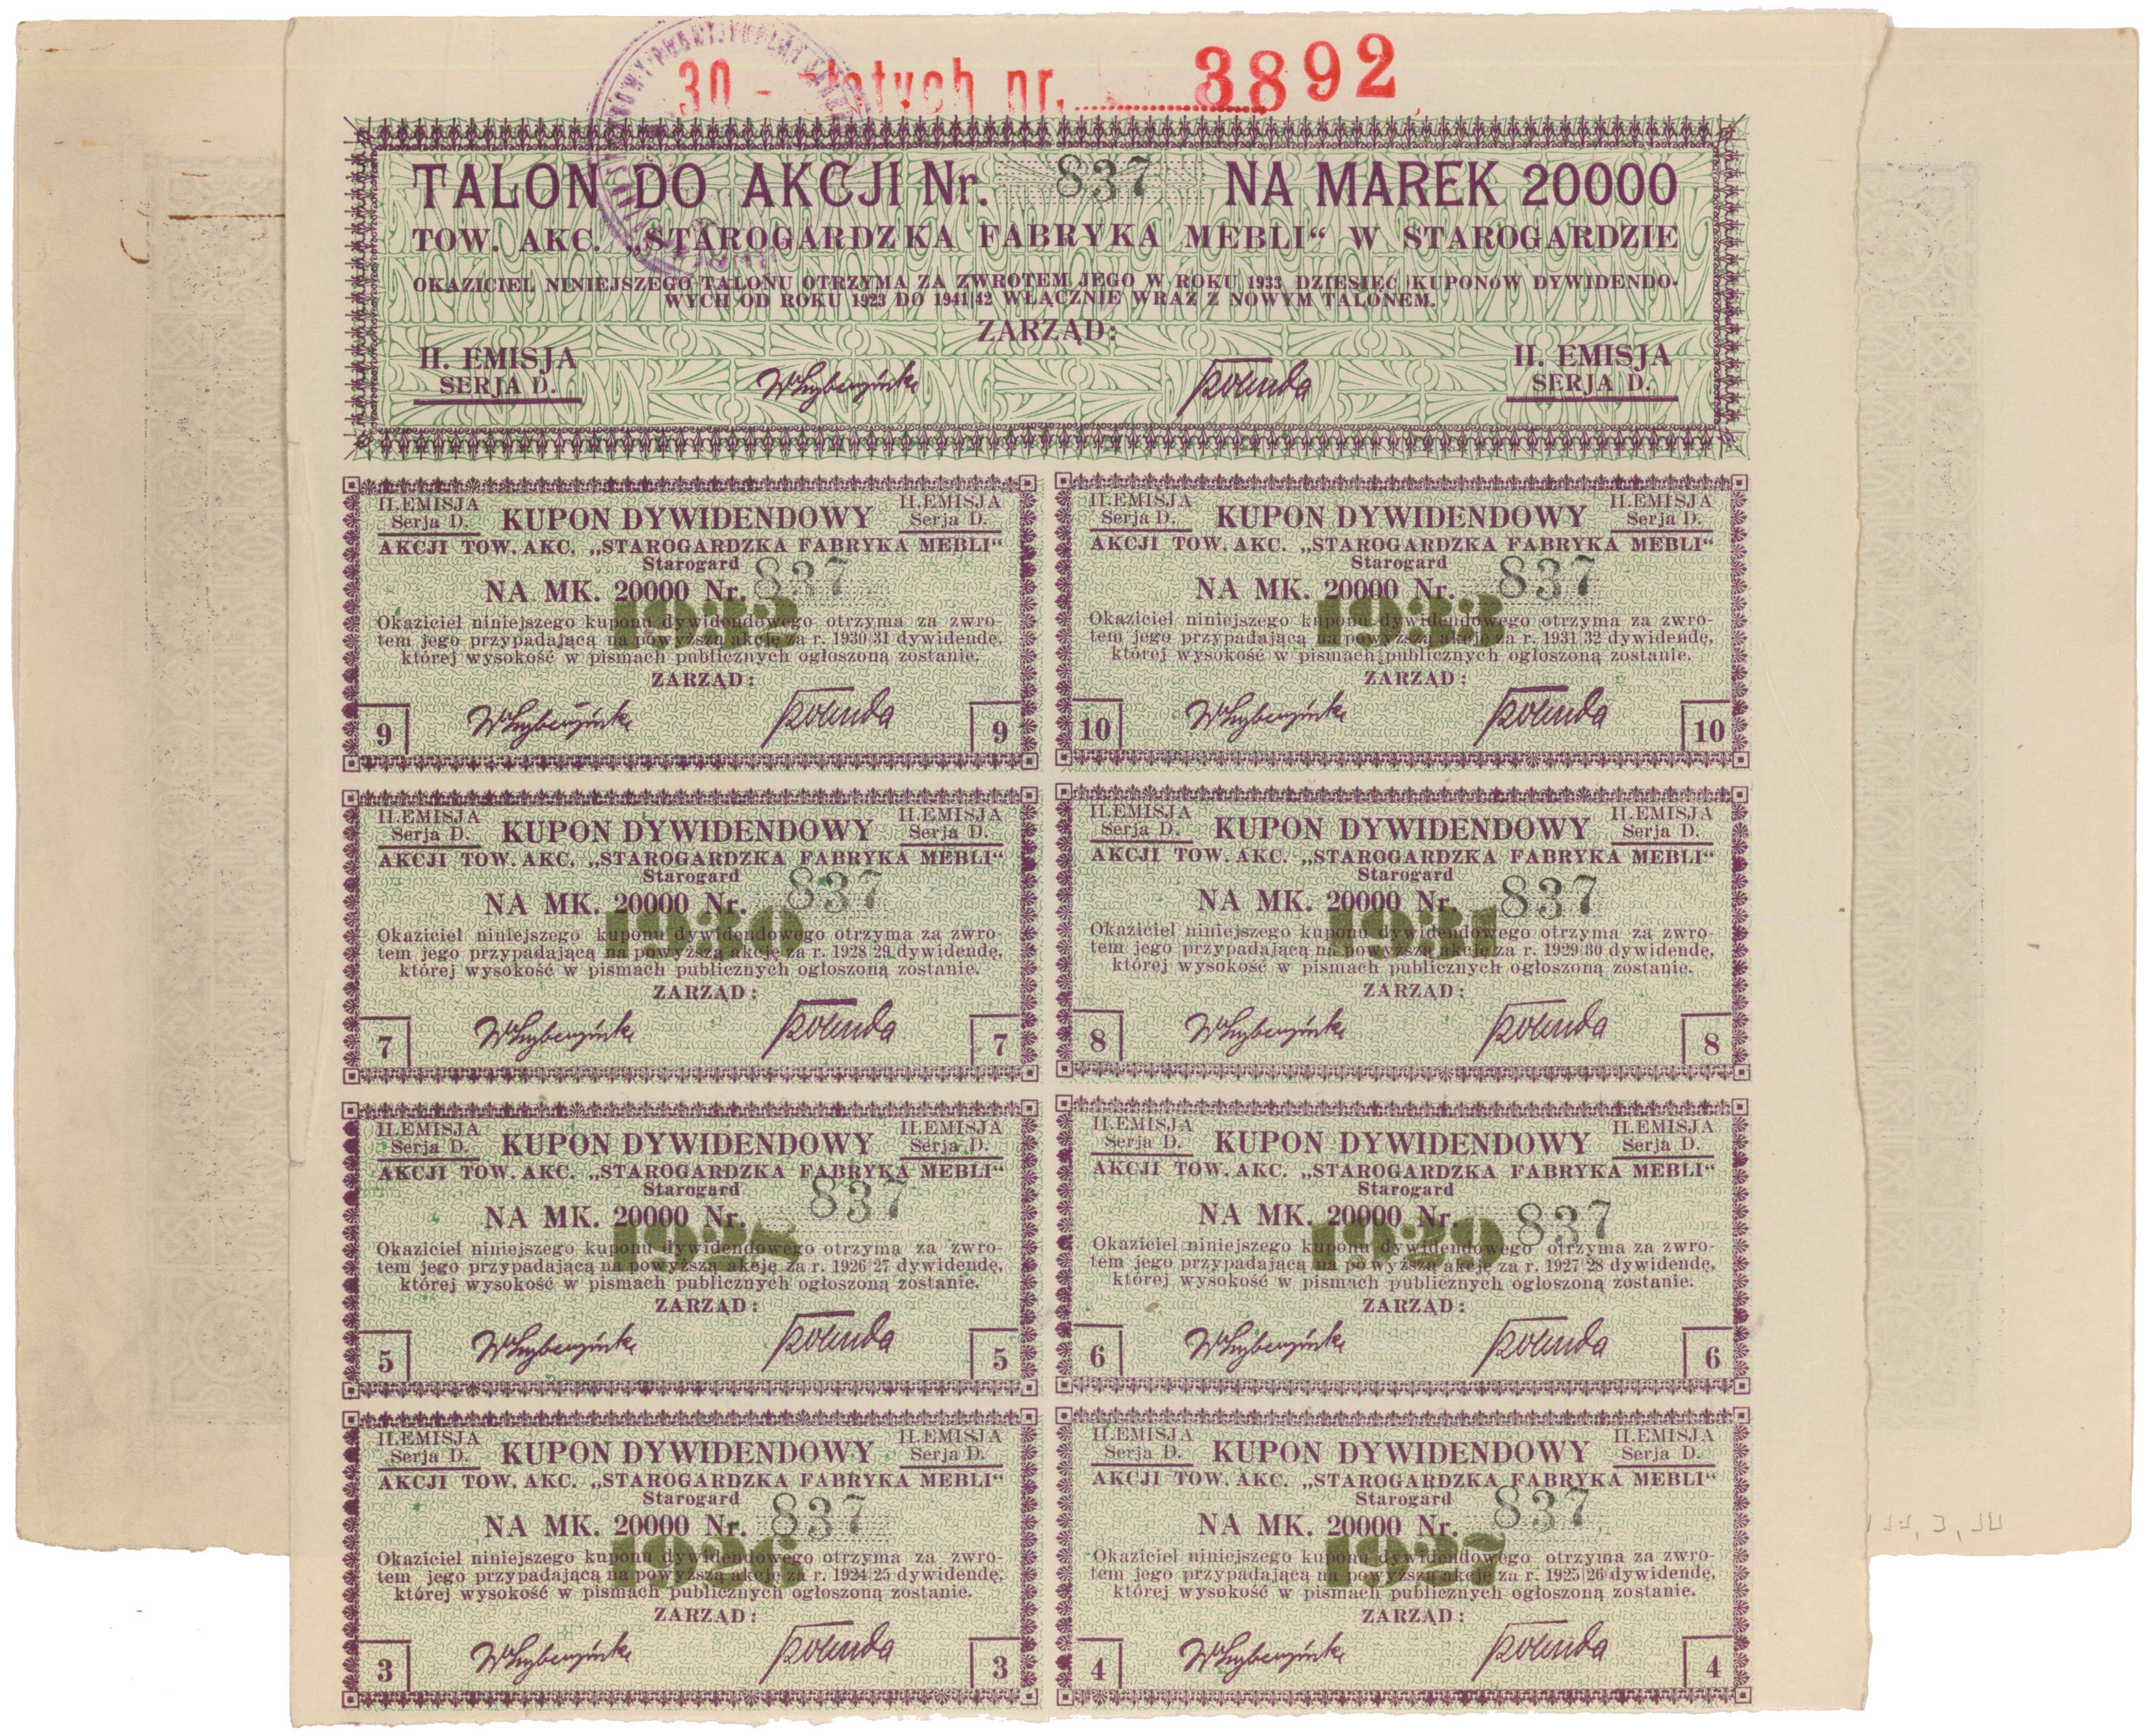 30 - złotych nr. 3892
TALON DO AKCJI Nr. 837 NA MAREK 20000
TOW. AKC. „STAROGARDZKA FABRYKA MEBLI“ W STAROGARDZIE
OKAZICIEL NINIEJSZEGO TALONU OTRZYMA ZA ZWROTEM JEGO W ROKU 1933 DZIESIĘĆ KUPONÓW DYWIDENDO-
WYCH OD ROKU 1923 DO 1941/42 WŁĄCZNIE WRAZ Z NOWYM TALONEM.
ZARZĄD:
II. EMISJA
SERJA D.
II. EMISJA
SERJA D.
II. EMISJA
Serja D.
KUPON DYWIDENDOWY
II. EMISJA
Serja D.
AKCJI TOW. AKC. „STAROGARDZKA FABRYKA MEBLI“
Starogard
NA MK. 20000 Nr. 837
1932
Okaziciel niniejszego kuponu dywidendowego otrzyma za zwro-
tem jego przypadającą na powyższą akcję za r. 1930/31 dywidendę,
której wysokość w pismach publicznych ogłoszoną zostanie.
ZARZĄD:
9
9
II. EMISJA
Serja D.
KUPON DYWIDENDOWY
II. EMISJA
Serja D.
AKCJI TOW. AKC. „STAROGARDZKA FABRYKA MEBLI“
Starogard
NA MK. 20000 Nr. 837
1933
Okaziciel niniejszego kuponu dywidendowego otrzyma za zwro-
tem jego przypadającą na powyższą akcję za r. 1931/32 dywidendę,
której wysokość w pismach publicznych ogłoszoną zostanie.
ZARZĄD:
10
10
II. EMISJA
Serja D.
KUPON DYWIDENDOWY
II. EMISJA
Serja D.
AKCJI TOW. AKC. „STAROGARDZKA FABRYKA MEBLI“
Starogard
NA MK. 20000 Nr. 837
1930
Okaziciel niniejszego kuponu dywidendowego otrzyma za zwro-
tem jego przypadającą na powyższą akcję za r. 1928/29 dywidendę,
której wysokość w pismach publicznych ogłoszoną zostanie.
ZARZĄD:
7
7
II. EMISJA
Serja D.
KUPON DYWIDENDOWY
II. EMISJA
Serja D.
AKCJI TOW. AKC. „STAROGARDZKA FABRYKA MEBLI“
Starogard
NA MK. 20000 Nr. 837
1931
Okaziciel niniejszego kuponu dywidendowego otrzyma za zwro-
tem jego przypadającą na powyższą akcję za r. 1929/30 dywidendę,
której wysokość w pismach publicznych ogłoszoną zostanie.
ZARZĄD:
8
8
II. EMISJA
Serja D.
KUPON DYWIDENDOWY
II. EMISJA
Serja D.
AKCJI TOW. AKC. „STAROGARDZKA FABRYKA MEBLI“
Starogard
NA MK. 20000 Nr. 837
1928
Okaziciel niniejszego kuponu dywidendowego otrzyma za zwro-
tem jego przypadającą na powyższą akcję za r. 1926/27 dywidendę,
której wysokość w pismach publicznych ogłoszoną zostanie.
ZARZĄD:
5
5
II. EMISJA
Serja D.
KUPON DYWIDENDOWY
II. EMISJA
Serja D.
AKCJI TOW. AKC. „STAROGARDZKA FABRYKA MEBLI“
Starogard
NA MK. 20000 Nr. 837
1929
Okaziciel niniejszego kuponu dywidendowego otrzyma za zwro-
tem jego przypadającą na powyższą akcję za r. 1927/28 dywidendę,
której wysokość w pismach publicznych ogłoszoną zostanie.
ZARZĄD:
6
6
II. EMISJA
Serja D.
KUPON DYWIDENDOWY
II. EMISJA
Serja D.
AKCJI TOW. AKC. „STAROGARDZKA FABRYKA MEBLI“
Starogard
NA MK. 20000 Nr. 837
1926
Okaziciel niniejszego kuponu dywidendowego otrzyma za zwro-
tem jego przypadającą na powyższą akcję za r. 1924/25 dywidendę,
której wysokość w pismach publicznych ogłoszoną zostanie.
ZARZĄD:
3
3
II. EMISJA
Serja D.
KUPON DYWIDENDOWY
II. EMISJA
Serja D.
AKCJI TOW. AKC. „STAROGARDZKA FABRYKA MEBLI“
Starogard
NA MK. 20000 Nr. 837
1927
Okaziciel niniejszego kuponu dywidendowego otrzyma za zwro-
tem jego przypadającą na powyższą akcję za r. 1925/26 dywidendę,
której wysokość w pismach publicznych ogłoszoną zostanie.
ZARZĄD:
4
4